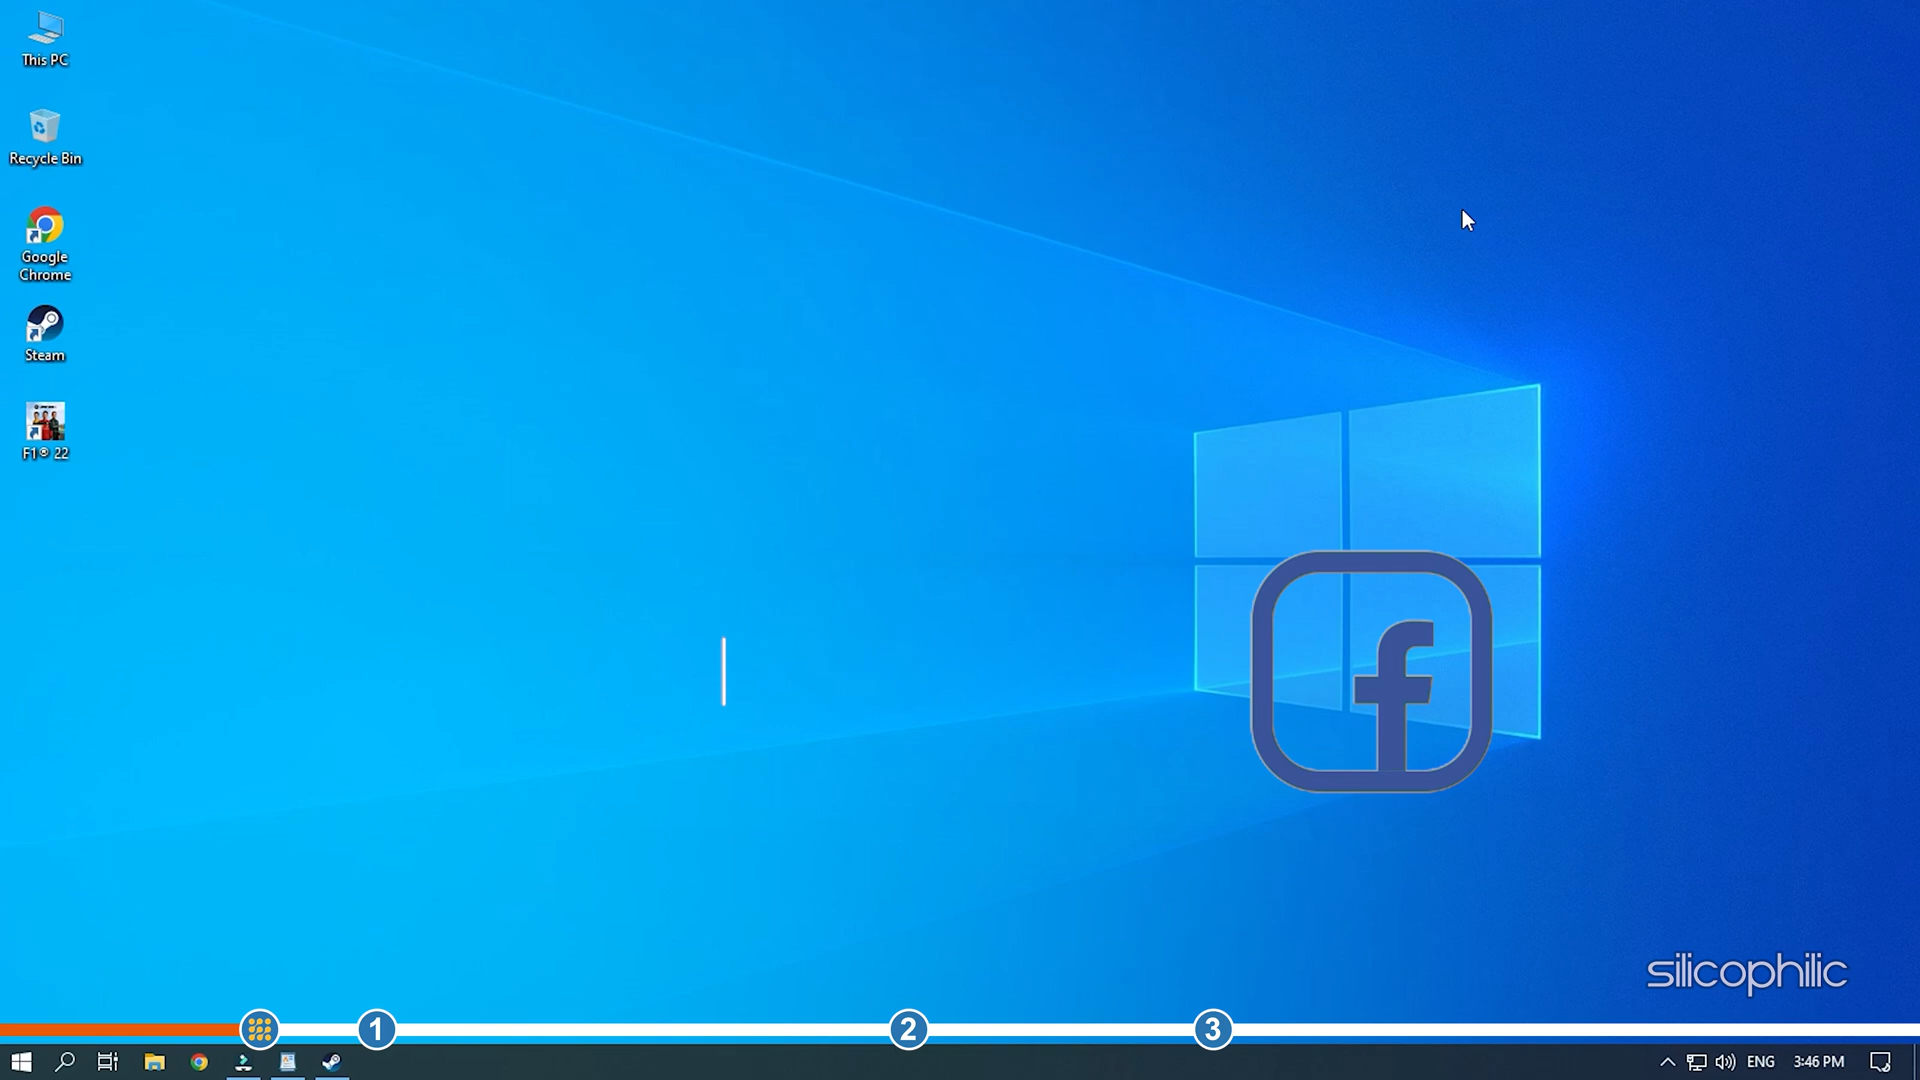 This PC
Recycle Bin
Google
Chrome
Steam
F1® 22
f
silicophilic
1
2
3
ENG
3:46 PM